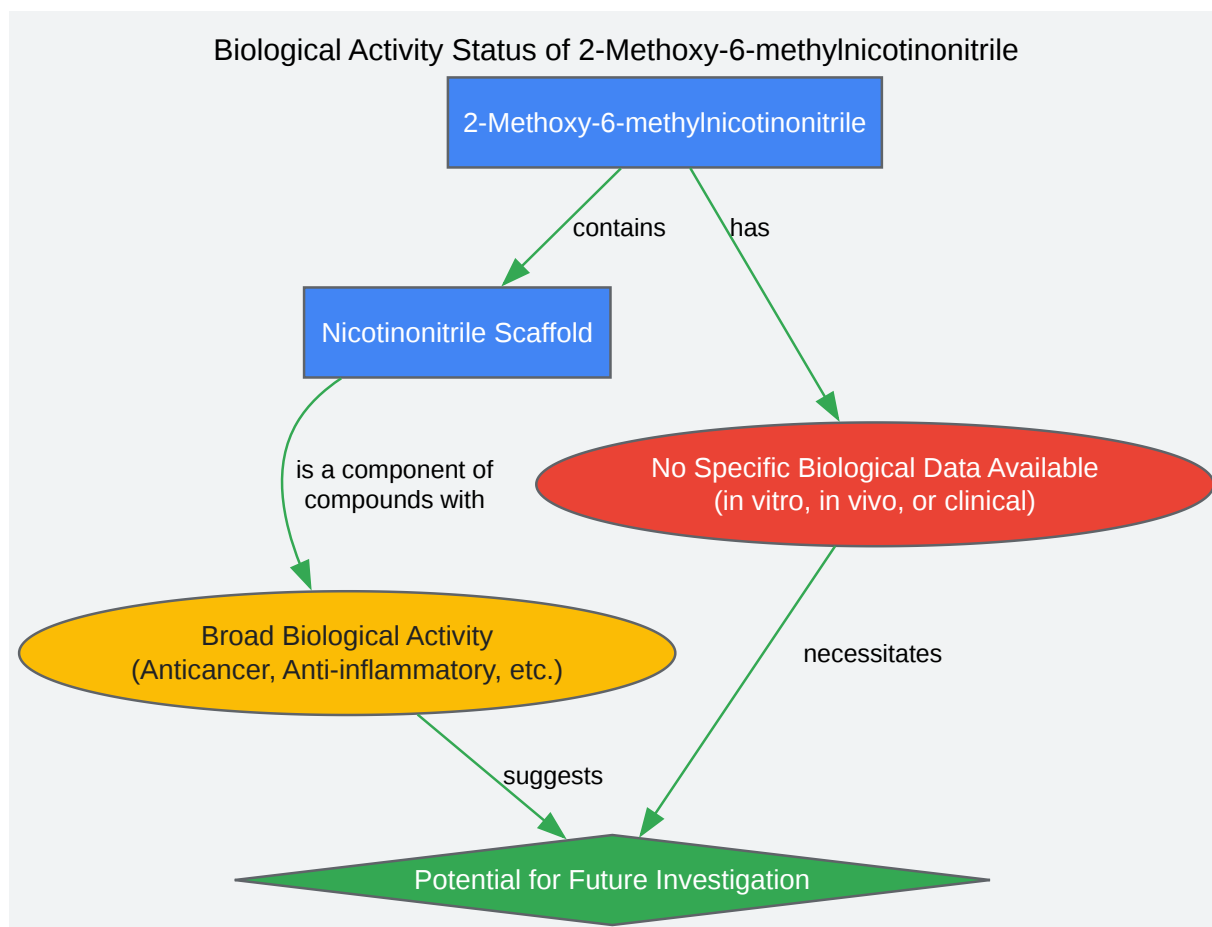 Biological Activity Status of 2-Methoxy-6-methylnicotinonitrile
2-Methoxy-6-methylnicotinonitrile
contains
has
Nicotinonitrile Scaffold
is a component of
compounds with
No Specific Biological Data Available
(in vitro, in vivo, or clinical)
Broad Biological Activity
(Anticancer, Anti-inflammatory, etc.)
necessitates
suggests
Potential for Future Investigation